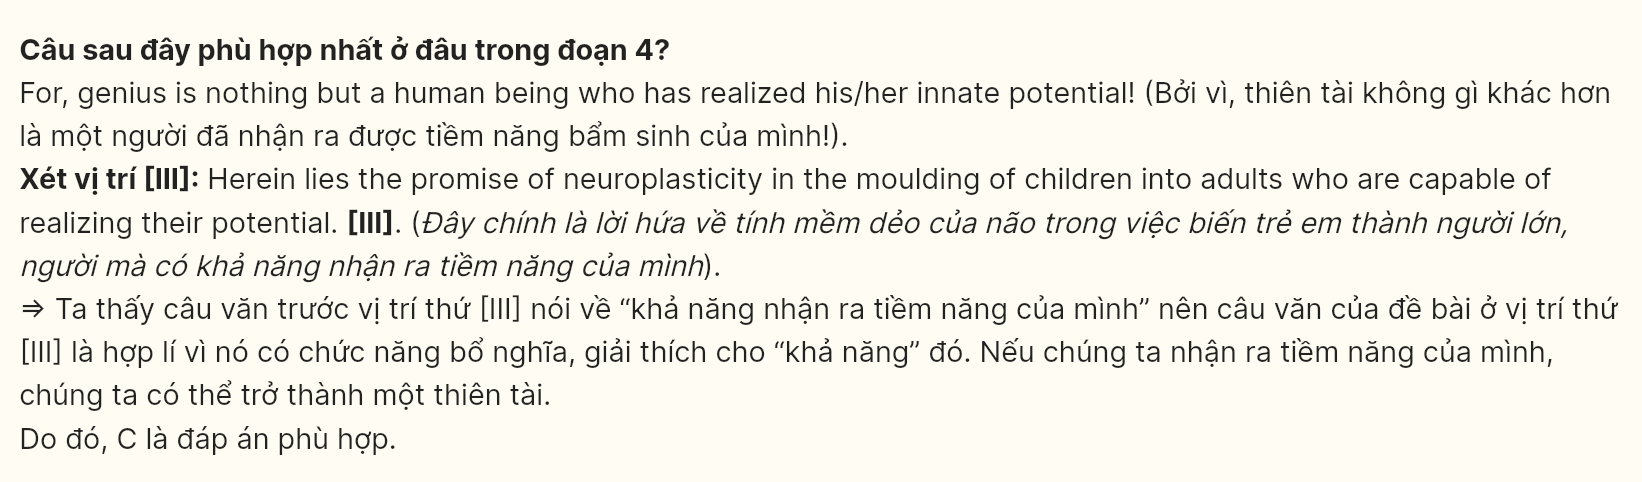 Câu sau đây phù hợp nhất ở đâu trong đoạn 4?
For, genius is nothing but a human being who has realized his/her innate potential! (Bởi vì, thiên tài không gì khác hơn
là một người đã nhận ra được tiềm năng bẩm sinh của mình!).
Xét vị trí [III]: Herein lies the promise of neuroplasticity in the moulding of children into adults who are capable of
realizing their potential. [III]. (Đây chính là lời hứa về tính mềm dẻo của não trong việc biến trẻ em thành người lớn,
người mà có khả năng nhận ra tiềm năng của mình).
⇒ Ta thấy câu văn trước vị trí thứ [III] nói về “khả năng nhận ra tiềm năng của mình” nên câu văn của đề bài ở vị trí thứ
[III] là hợp lí vì nó có chức năng bổ nghĩa, giải thích cho “khả năng” đó. Nếu chúng ta nhận ra tiềm năng của mình,
chúng ta có thể trở thành một thiên tài.
Do đó, C là đáp án phù hợp.